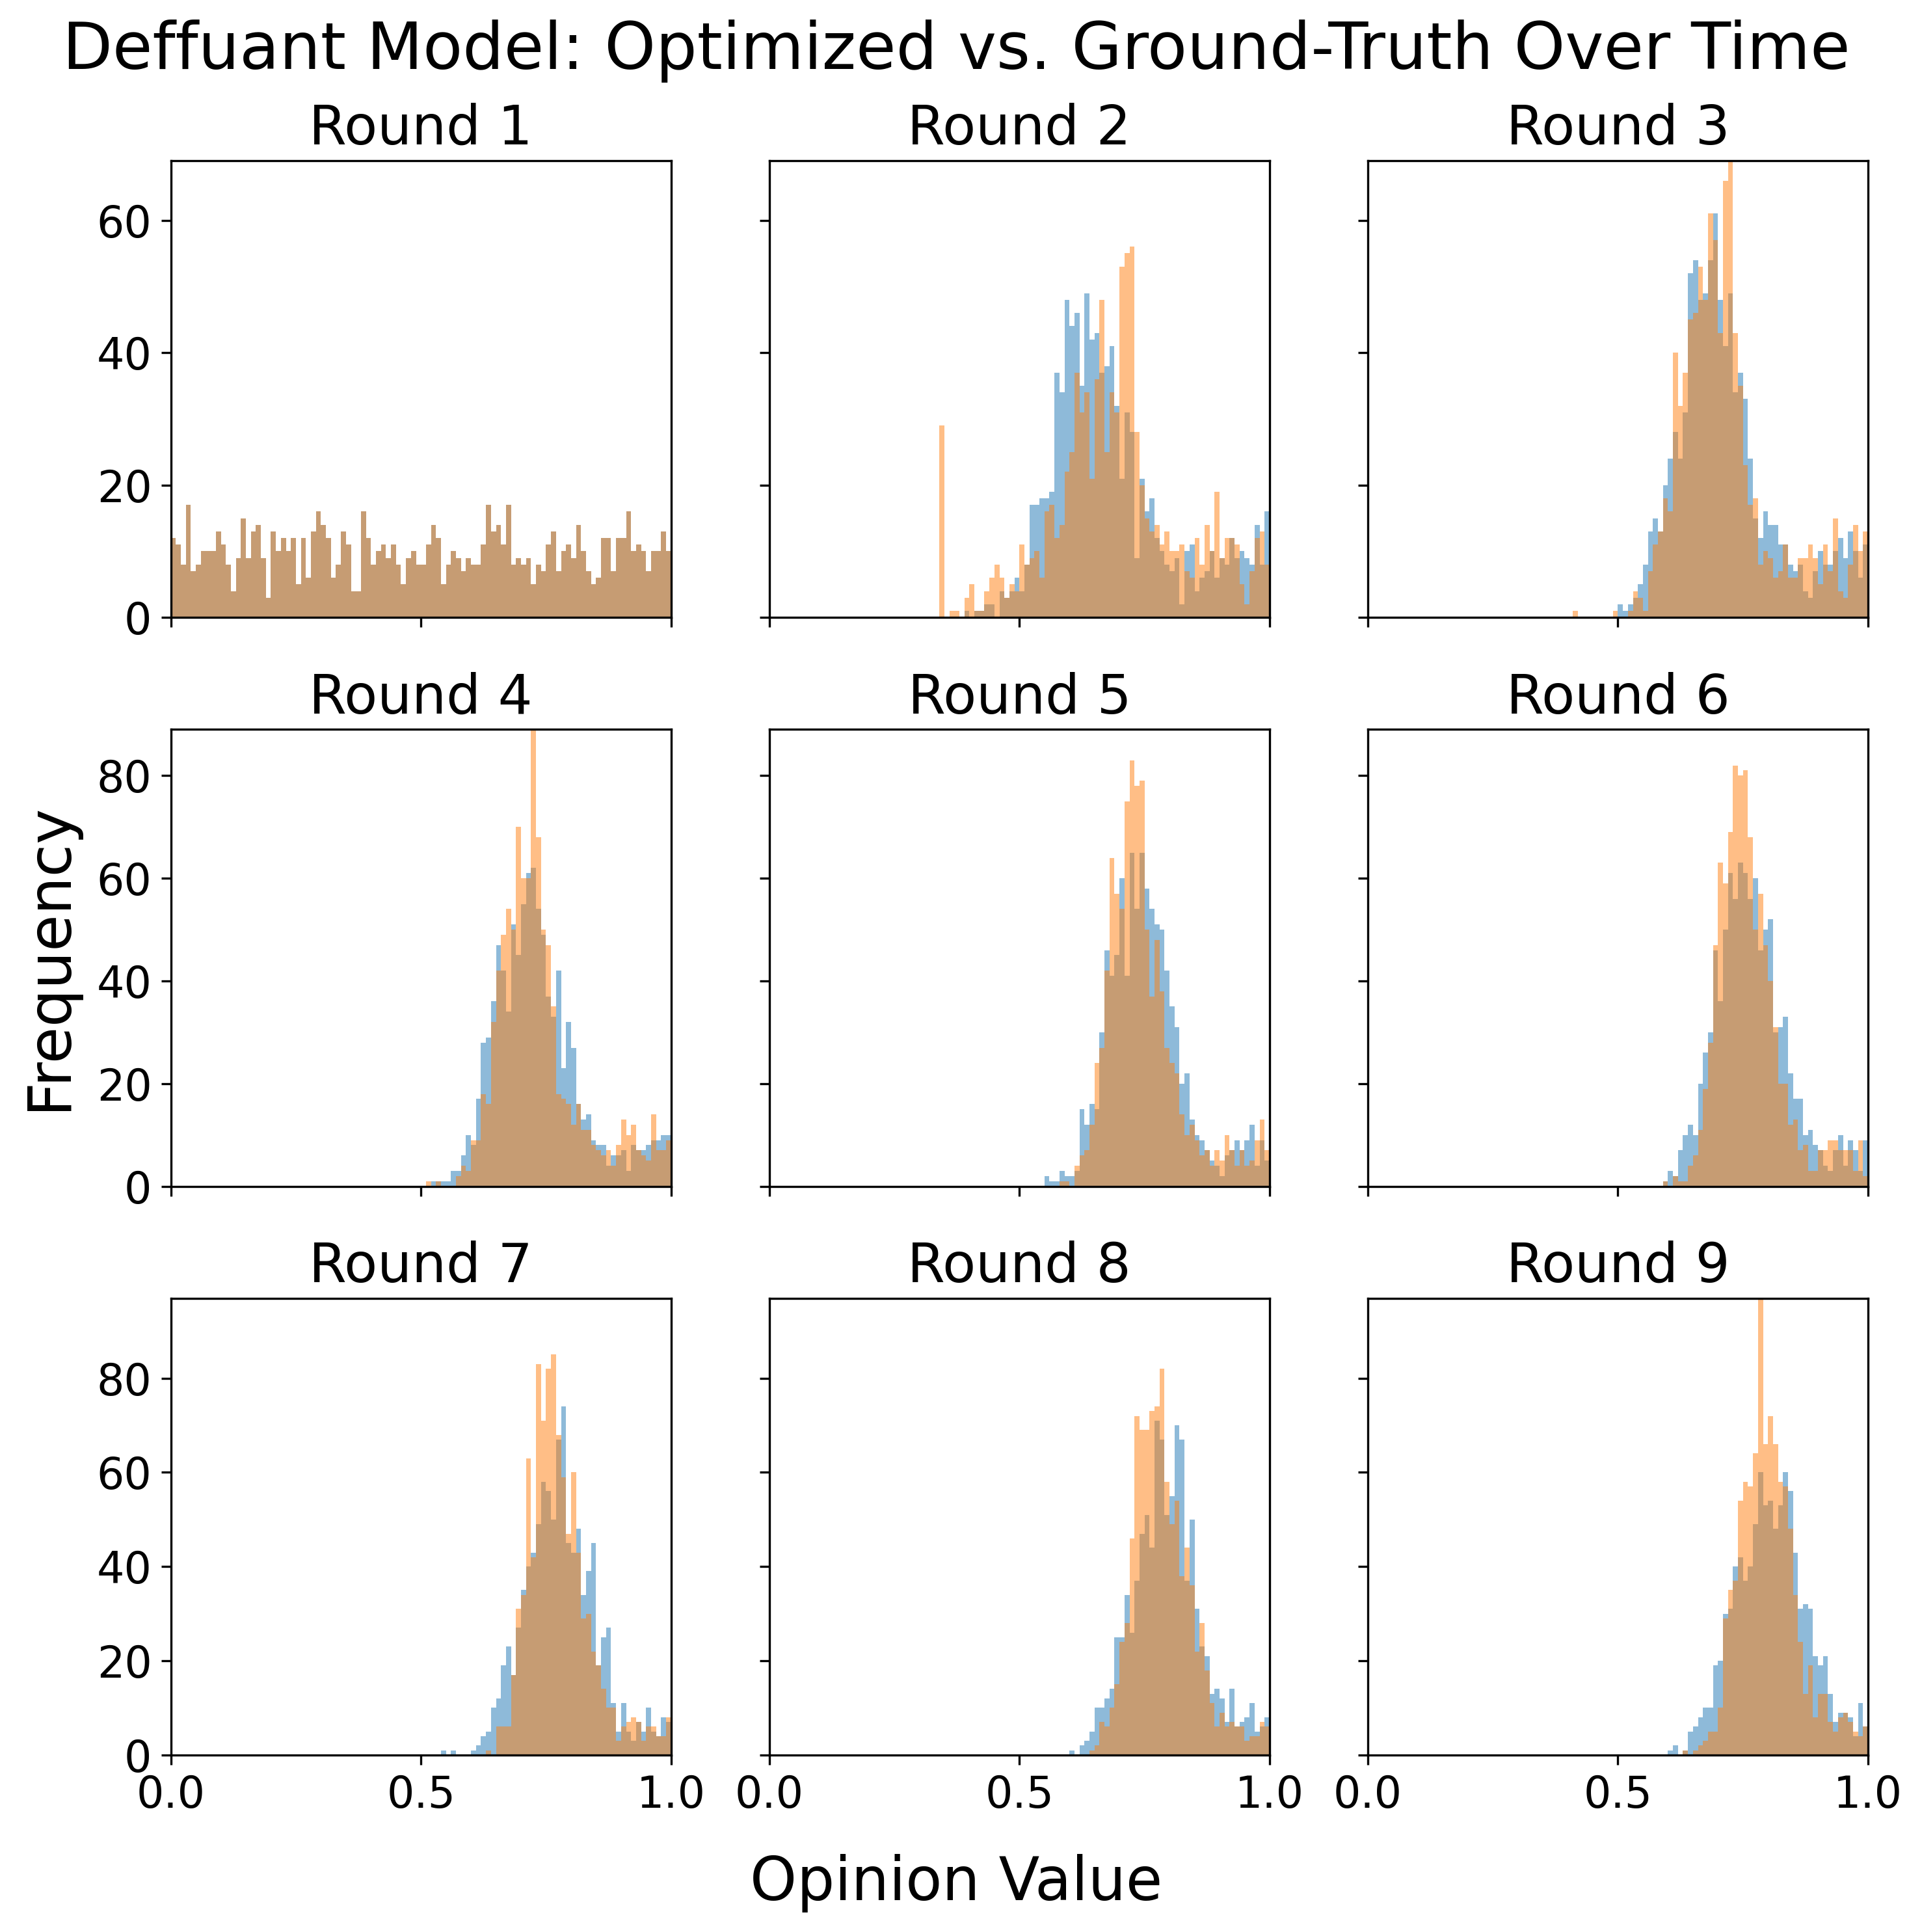 Deffuant Model: Optimized vs. Ground-Truth Over Time
Round 1
Round 2
Round 3
60
40
20
0
Round 4
Round 5
Round 6
80
60
40
20
0
Frequency
Round 7
Round 8
Round 9
80
60
40
20
0
0.0 0.5 1.0 0.0 0.5 1.0 0.0 0.5 1.0
Opinion Value